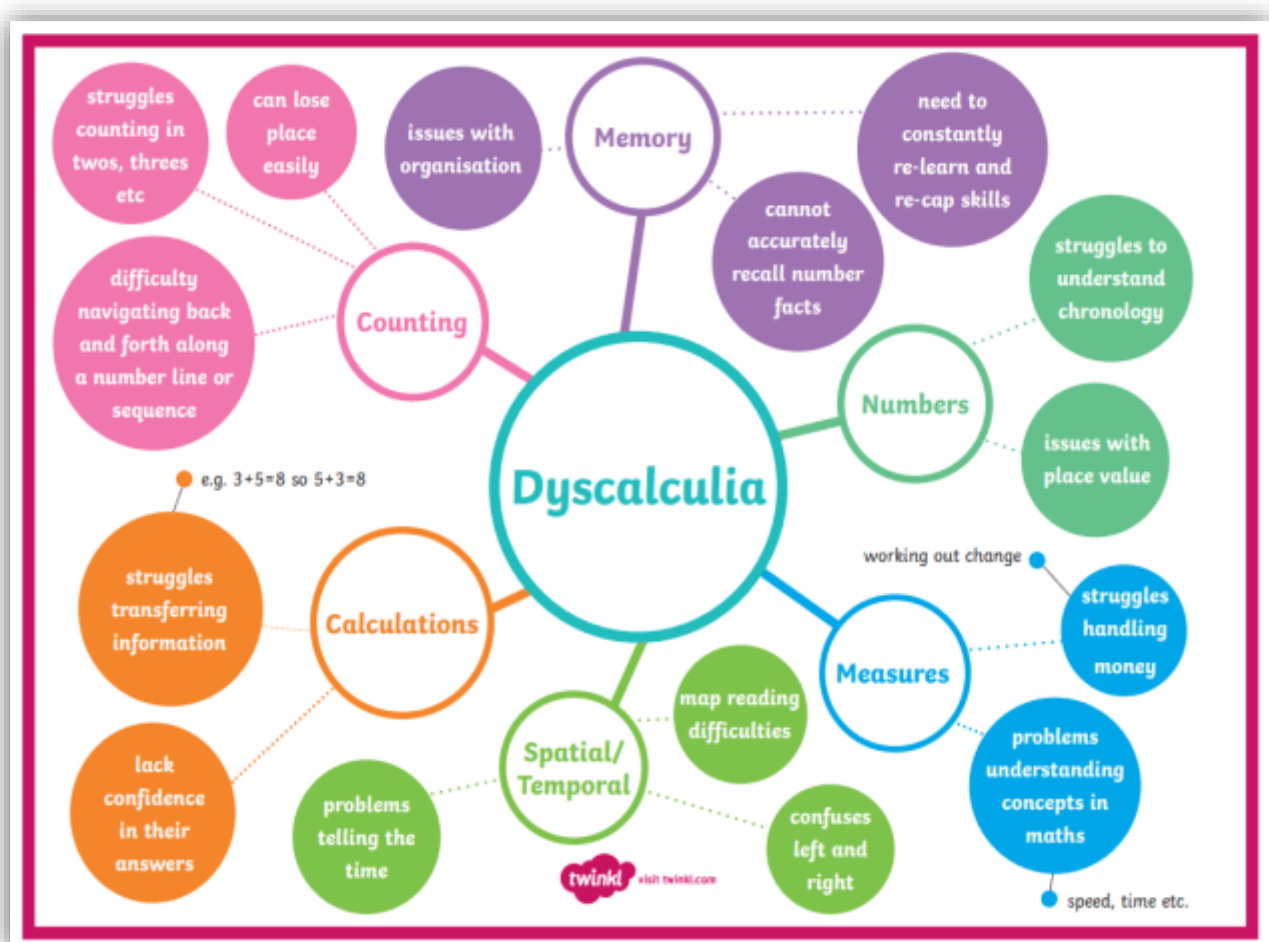 struggles
counting in
twos, threes
etc
can lose
place
easily
difficulty
navigating back
and forth along
a number line or
sequence
Counting
issues with
organisation
Memory
need to
constantly
re-learn and
re-cap skills
cannot
accurately
recall number
facts
struggles to
understand
chronology
Numbers
issues with
place value
Dyscalculia
e.g. 3+5=8 so 5+3=8
struggles
transferring
information
Calculations
lack
confidence
in their
answers
working out change
struggles
handling
money
Measures
problems
understanding
concepts in
maths
speed, time etc.
Spatial/
Temporal
map reading
difficulties
problems
telling the
time
confuses
left and
right
twinkl visit twinkl.com